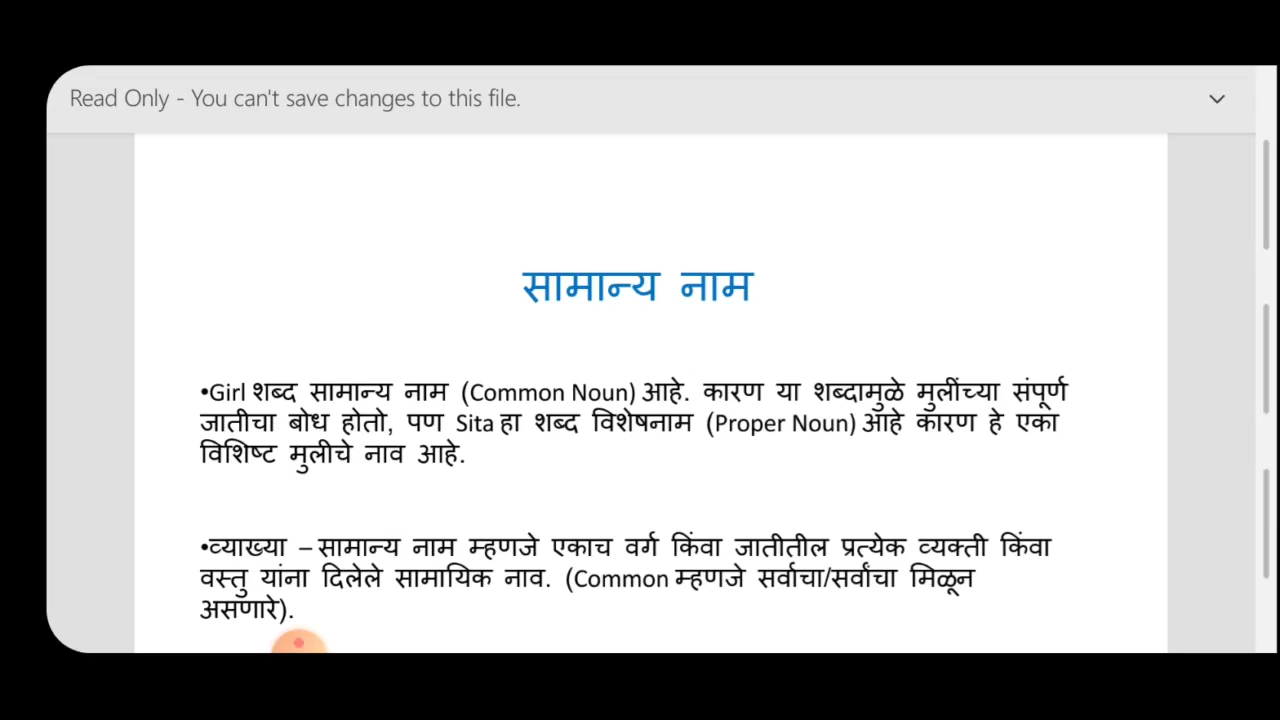 Read Only - You can't save changes to this file.
सामान्य नाम
•Girl शब्द सामान्य नाम (Common Noun) आहे. कारण या शब्दामुळे मुलींच्या संपूर्ण
जातीचा बोध होतो, पण Sita हा शब्द विशेषनाम (Proper Noun) आहे कारण हे एका
विशिष्ट मुलीचे नाव आहे.
•व्याख्या – सामान्य नाम म्हणजे एकाच वर्ग किंवा जातीतील प्रत्येक व्यक्ती किंवा
वस्तु यांना दिलेले सामायिक नाव. (Common म्हणजे सर्वाचा/सर्वांचा मिळून
असणारे).